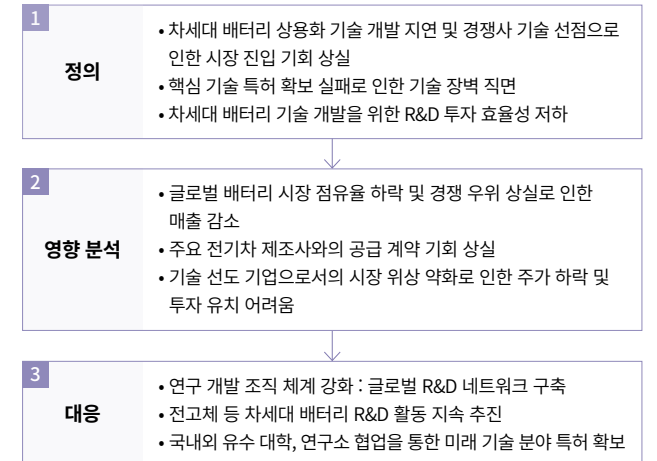 1
정의
• 차세대 배터리 상용화 기술 개발 지연 및 경쟁사 기술 선점으로
인한 시장 진입 기회 상실
• 핵심 기술 특허 확보 실패로 인한 기술 장벽 직면
• 차세대 배터리 기술 개발을 위한 R&D 투자 효율성 저하
2
영향 분석
• 글로벌 배터리 시장 점유율 하락 및 경쟁 우위 상실로 인한
매출 감소
• 주요 전기차 제조사와의 공급 계약 기회 상실
• 기술 선도 기업으로서의 시장 위상 약화로 인한 주가 하락 및
투자 유치 어려움
3
대응
• 연구 개발 조직 체계 강화 : 글로벌 R&D 네트워크 구축
• 전고체 등 차세대 배터리 R&D 활동 지속 추진
• 국내외 유수 대학, 연구소 협업을 통한 미래 기술 분야 특허 확보